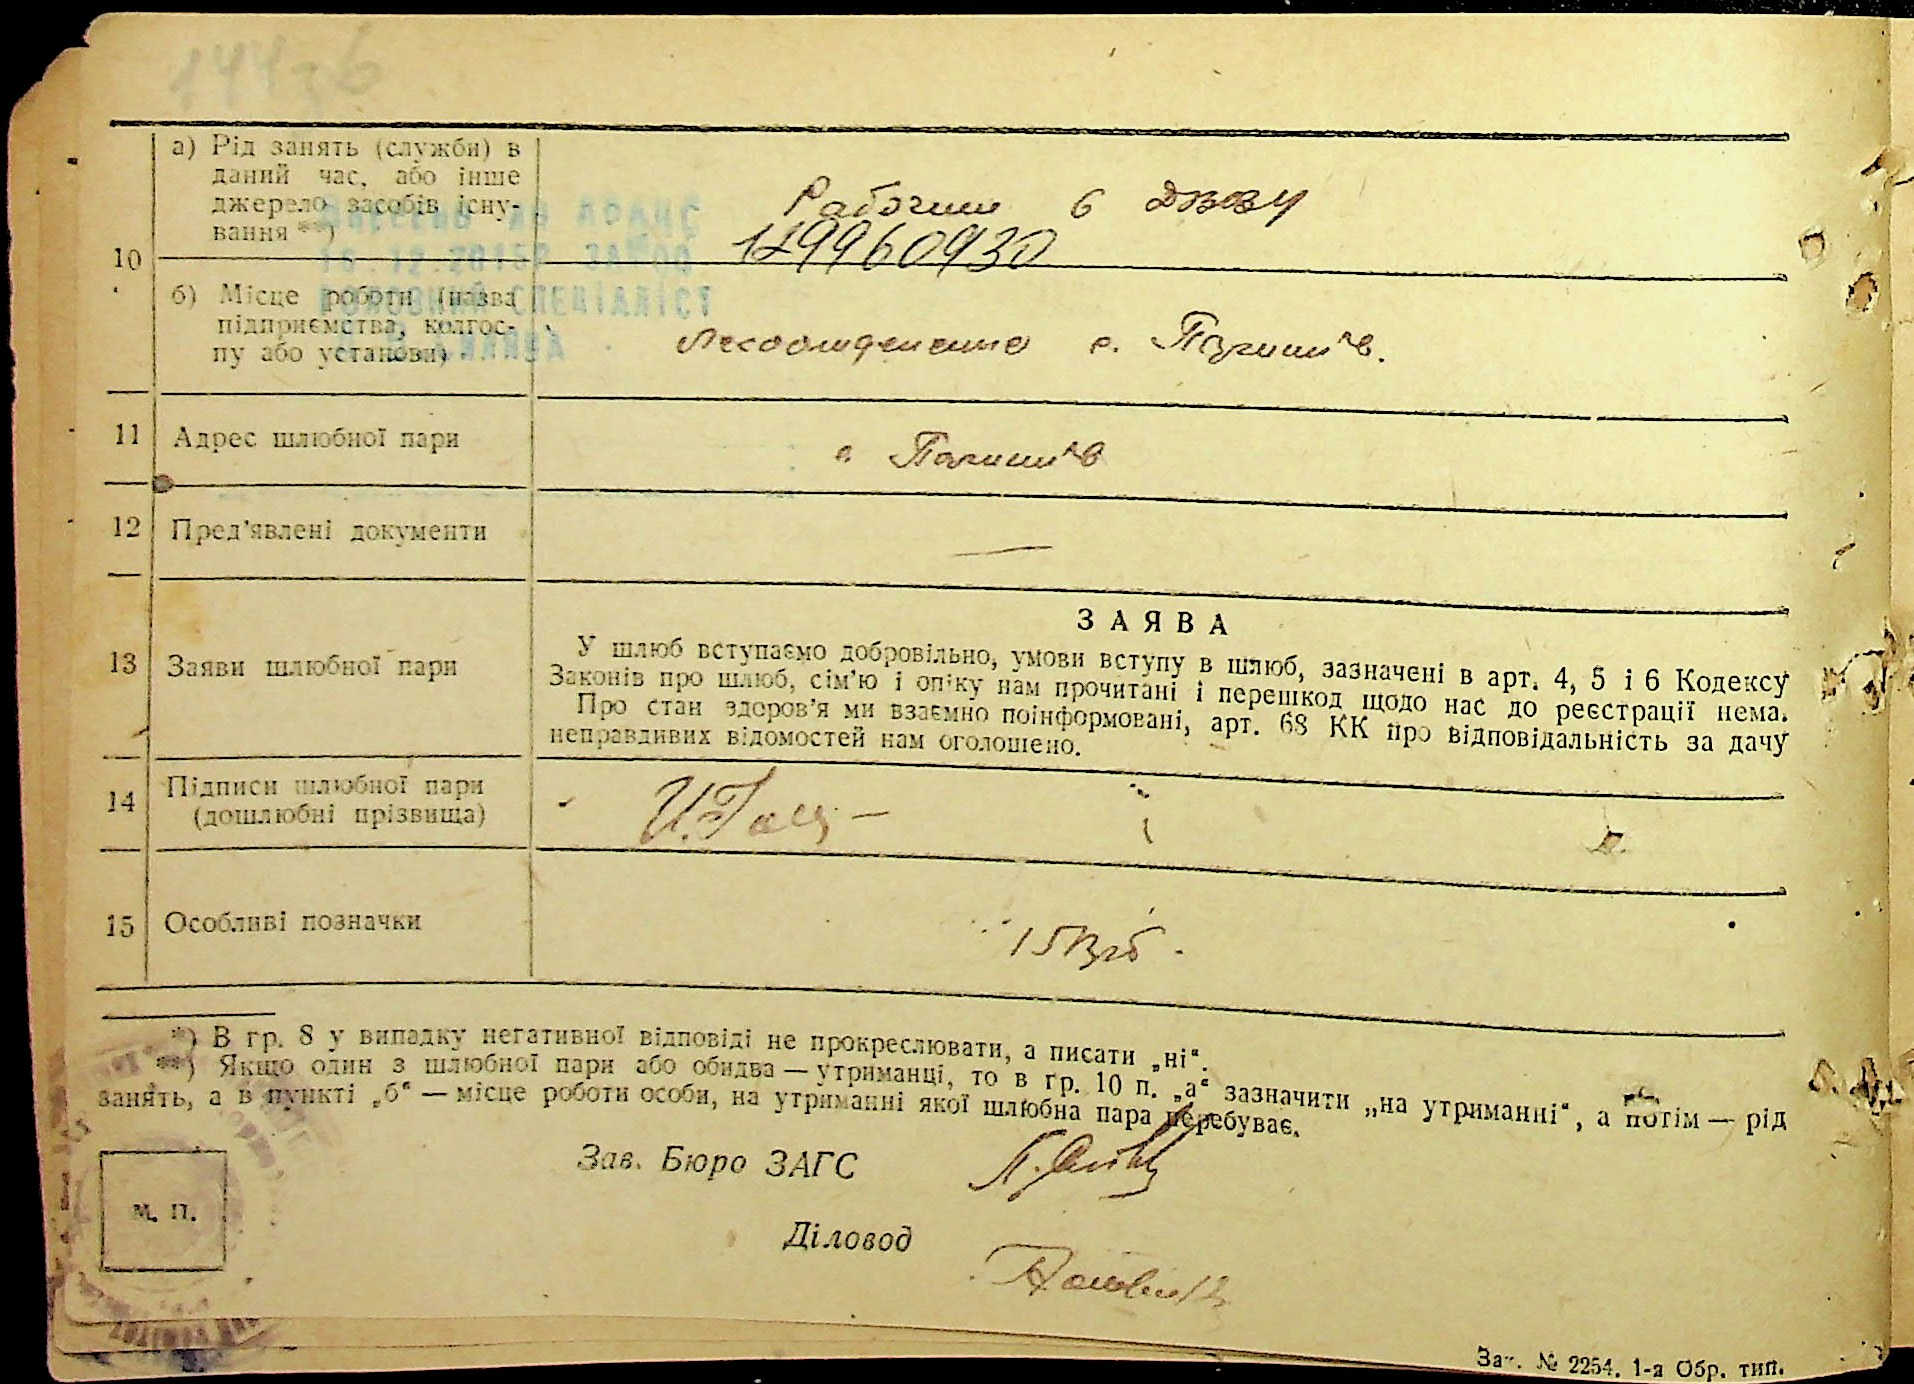 а) Рід занять (служби) в
даний час, або інше
джерело засобів існу-
вання **)
Рабочий
129960930
10
б) Місце роботи (назва
підприємства, колгос-
пу або установи)
с.
11 Адрес шлюбної пари
с.
12 Пред'явлені документи —
13 Заяви шлюбної пари
ЗАЯВА
У шлюб вступаємо добровільно, умови вступу в шлюб, зазначені в арт. 4, 5 і 6 Кодексу
Законів про шлюб, сім'ю і опіку нам прочитані і перешкод щодо нас до реєстрації нема.
Про стан здоров'я ми взаємно поінформовані, арт. 68 КК про відповідальність за дачу
неправдивих відомостей нам оголошено.
14 Підписи шлюбної пари
(дошлюбні прізвища)
15 Особливі позначки
*) В гр. 8 у випадку негативної відповіді не прокреслювати, а писати „ні“.
**) Якщо один з шлюбної пари або обидва — утриманці, то в гр. 10 п. „а“ зазначити „на утриманні“, а потім — рід
занять, а в пункті „б“ — місце роботи особи, на утриманні якої шлюбна пара перебуває.
Зав. Бюро ЗАГС
м. п.
Діловод
Зат. № 2254. 1-а Обр. тип.